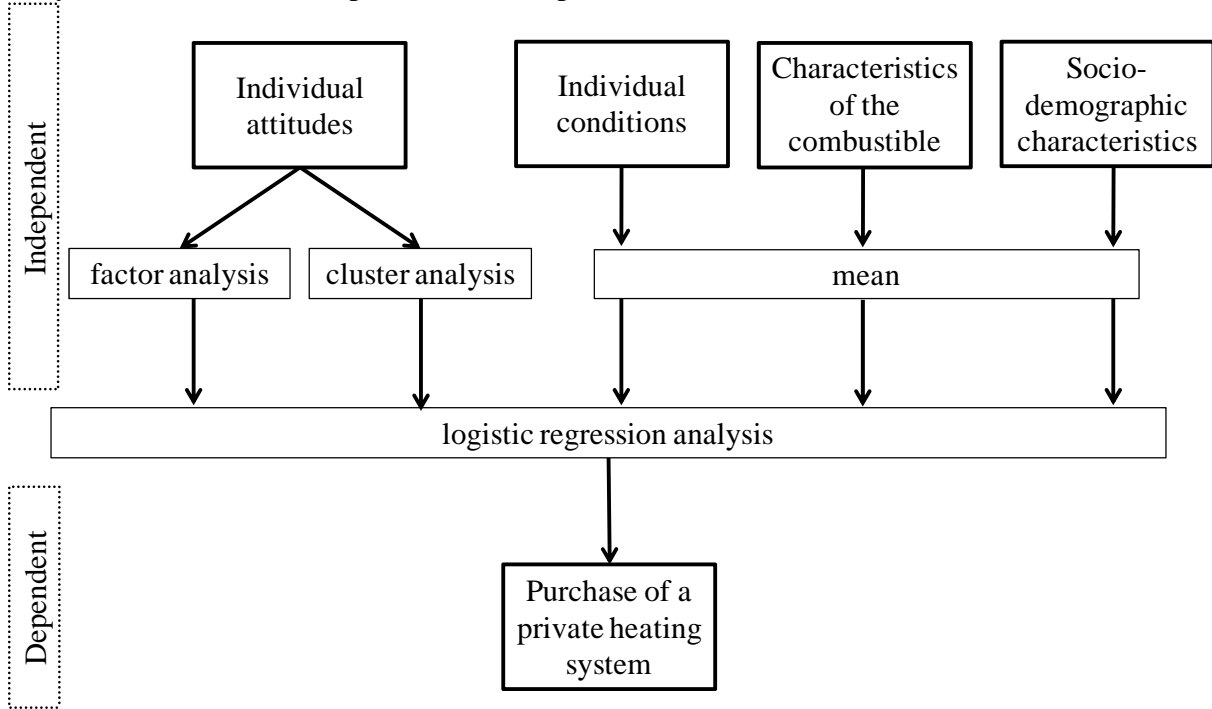 Independent
Individual
attitudes
Individual
conditions
Characteristics
of the
combustible
Socio-
demographic
characteristics
factor analysis
cluster analysis
mean
logistic regression analysis
Dependent
Purchase of a
private heating
system